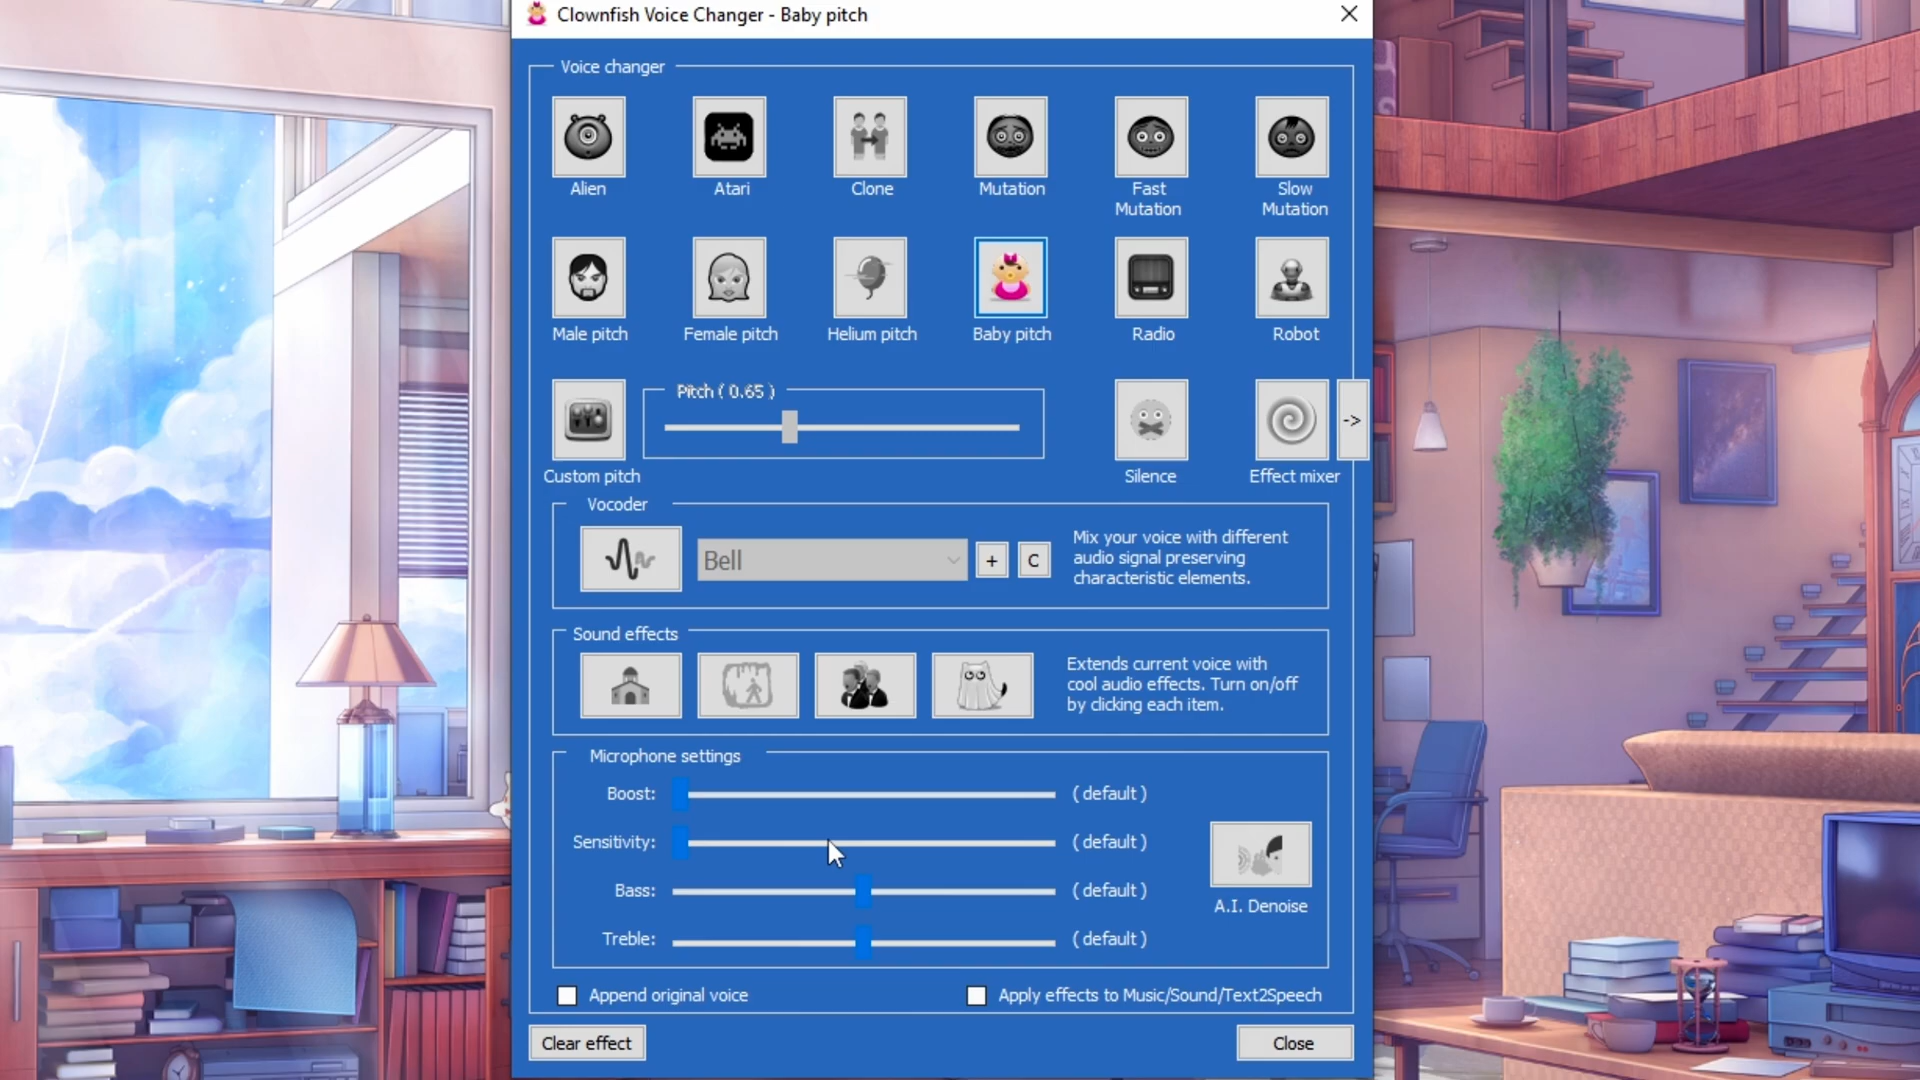 Clownfish Voice Changer - Baby pitch
Voice changer
Alien
Atari
Clone
Mutation
Fast
Mutation
Slow
Mutation
Male pitch
Female pitch
Helium pitch
Baby pitch
Radio
Robot
Custom pitch
Pitch ( 0.65 )
Silence
Effect mixer
->
Vocoder
Bell
+
C
Mix your voice with different
audio signal preserving
characteristic elements.
Sound effects
Extends current voice with
cool audio effects. Turn on/off
by clicking each item.
Microphone settings
Boost:
( default )
Sensitivity:
( default )
Bass:
( default )
Treble:
( default )
A.I. Denoise
Append original voice
Apply effects to Music/Sound/Text2Speech
Clear effect
Close